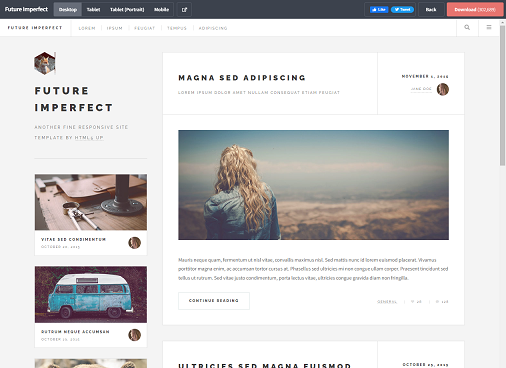 Future Imperfect
Desktop
Tablet
Tablet (Portrait)
Mobile
Like
Tweet
Back
Download (302,689)
FUTURE IMPERFECT
LOREM
IPSUM
FEUGIAT
TEMPUS
ADIPISCING
FUTURE
IMPERFECT
ANOTHER FINE RESPONSIVE SITE
TEMPLATE BY HTML5 UP
VITAE SED CONDIMENTUM
OCTOBER 20, 2015
RUTRUM NEQUE ACCUMSAN
OCTOBER 19, 2015
MAGNA SED ADIPISCING
LOREM IPSUM DOLOR AMET NULLAM CONSEQUAT ETIAM FEUGIAT
NOVEMBER 1, 2015
JANE DOE
Mauris neque quam, fermentum ut nisl vitae, convallis maximus nisl. Sed mattis nunc id lorem euismod placerat. Vivamus
porttitor magna enim, ac accumsan tortor cursus at. Phasellus sed ultricies mi non congue ullam corper. Praesent tincidunt sed
tellus ut rutrum. Sed vitae justo condimentum, porta lectus vitae, ultricies congue gravida diam non fringilla.
CONTINUE READING
GENERAL
28
128
ULTRICIES SED MAGNA EUISMOD
OCTOBER 25, 2015